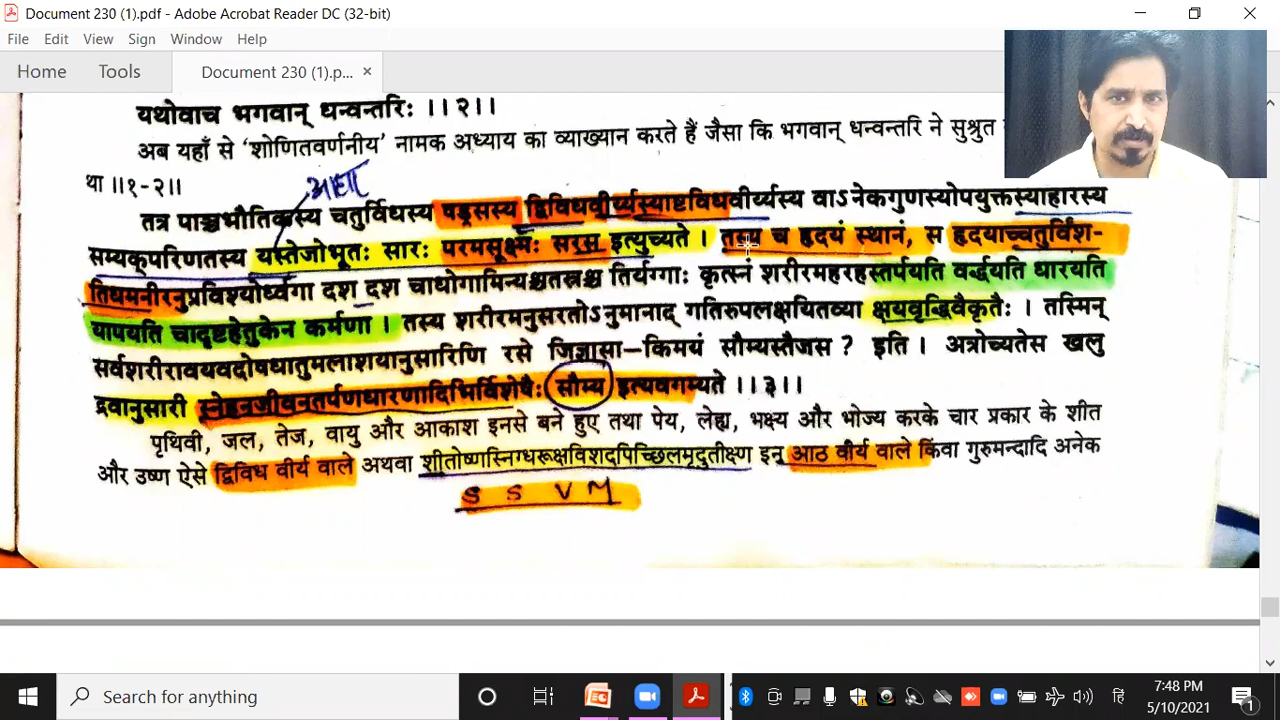 Document 230 (1).pdf - Adobe Acrobat Reader DC (32-bit)
File Edit View Sign Window Help
Home Tools Document 230 (1).p... ×
यथोवाच भगवान् धन्वन्तरिः ।।२।।
अब यहाँ से 'शोणितवर्णनीय' नामक अध्याय का व्याख्यान करते हैं जैसा कि भगवान् धन्वन्तरि ने सुश्रुत
था ।।१-२।।
तत्र पाञ्चभौतिकस्य चतुर्विधस्य षड्रसस्य द्विविधवीर्य्यस्याष्टविधवीर्य्यस्य वाऽनेकगुणस्योपयुक्तस्याहारस्य
सम्यक्परिणतस्य यस्तेजोभूतः सारः परमसूक्ष्मः सरस इत्युच्यते । तस्य च हृदयं स्थानं, स हृदयाच्चतुर्विंश-
तिधमनीरनुप्रविश्योर्ध्वगा दश दश चाधोगामिन्यश्चतस्रश्च तिर्यग्गाः कृत्स्नं शरीरमहरहस्तर्पयति वर्द्धयति धारयति
यापयति चादृष्टहेतुकेन कर्मणा । तस्य शरीरमनुसरतोऽनुमानाद् गतिरुपलक्षयितव्या क्षयवृद्धिवैकृतैः । तस्मिन्
सर्वशरीरावयवदोषधातुमलाशयानुसारिणि रसे जिज्ञासा-किमयं सौम्यस्तैजस ? इति । अत्रोच्यतेस खलु
द्रवानुसारी स्नेहनजीवनतर्पणधारणादिभिर्विशेषैः सौम्य इत्यवगम्यते ।।३।।
पृथिवी, जल, तेज, वायु और आकाश इनसे बने हुए तथा पेय, लेह्य, भक्ष्य और भोज्य करके चार प्रकार के शीत
और उष्ण ऐसे द्विविध वीर्य वाले अथवा शीतोष्णस्निग्धरूक्षविशदपिच्छिलमृदुतीक्ष्ण इन आठ वीर्य वाले किंवा गुरुमन्दादि अनेक
S S V M
Search for anything
हि
7:48 PM
5/10/2021
1